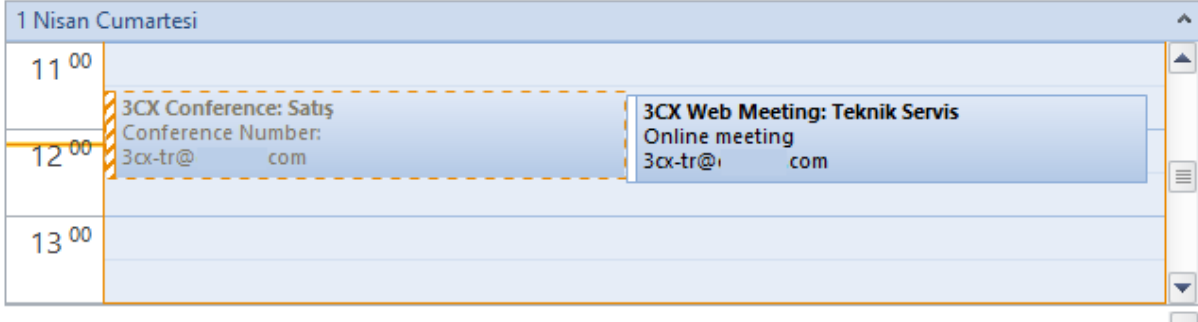 1 Nisan Cumartesi
11 00
3CX Conference: Satış
Conference Number:
3cx-tr@ com
3CX Web Meeting: Teknik Servis
Online meeting
3cx-tr@ com
12 00
13 00